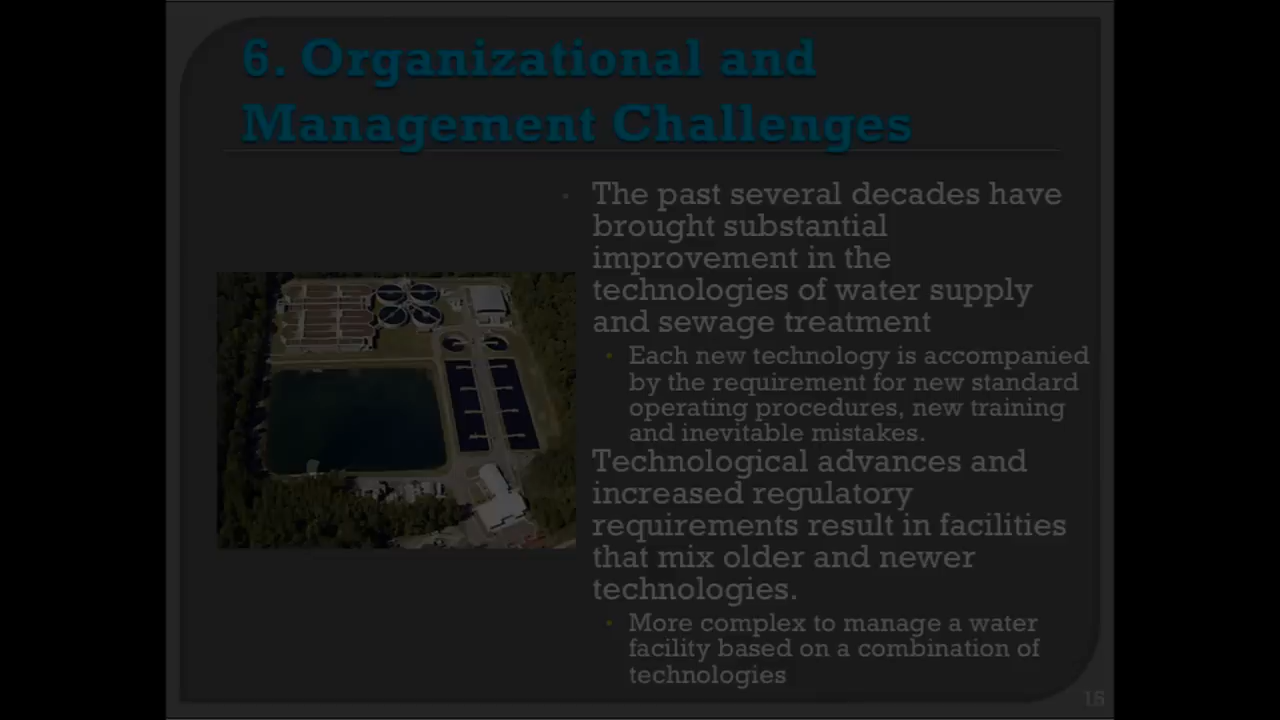 6. Organizational and
Management Challenges
• The past several decades have
brought substantial
improvement in the
technologies of water supply
and sewage treatment
• Each new technology is accompanied
by the requirement for new standard
operating procedures, new training
and inevitable mistakes.
Technological advances and
increased regulatory
requirements result in facilities
that mix older and newer
technologies.
• More complex to manage a water
facility based on a combination of
technologies
15